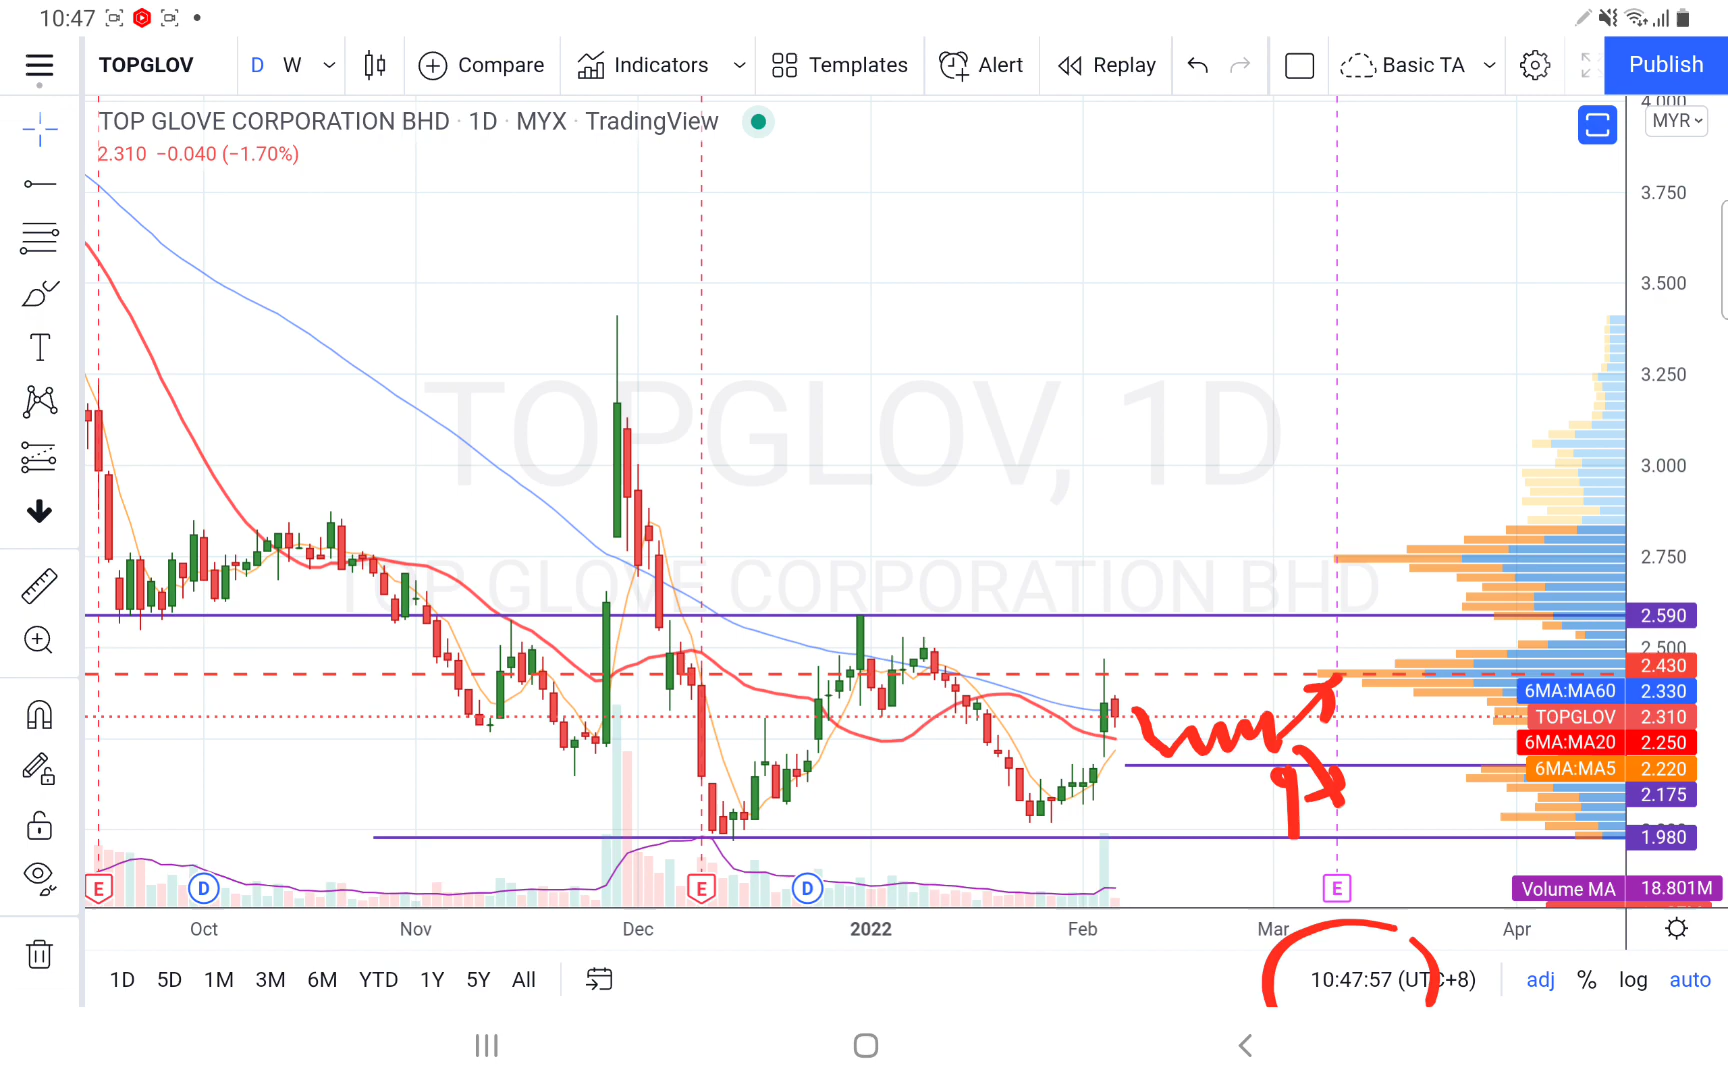 10:47
TOPGLOV D W Compare Indicators Templates Alert Replay Basic TA Publish
TOP GLOVE CORPORATION BHD · 1D · MYX · TradingView
2.310 −0.040 (−1.70%)
MYR
4.000
3.750
3.500
3.250
3.000
2.750
2.590
2.500
2.430
6MA:MA60 2.330
TOPGLOV 2.310
6MA:MA20 2.250
6MA:MA5 2.220
2.175
1.980
TOPGLOV, 1D
TOP GLOVE CORPORATION BHD
E D E D E
Volume MA 18.801M
Oct Nov Dec 2022 Feb Mar Apr
1D 5D 1M 3M 6M YTD 1Y 5Y All 10:47:57 (UTC+8) adj % log auto